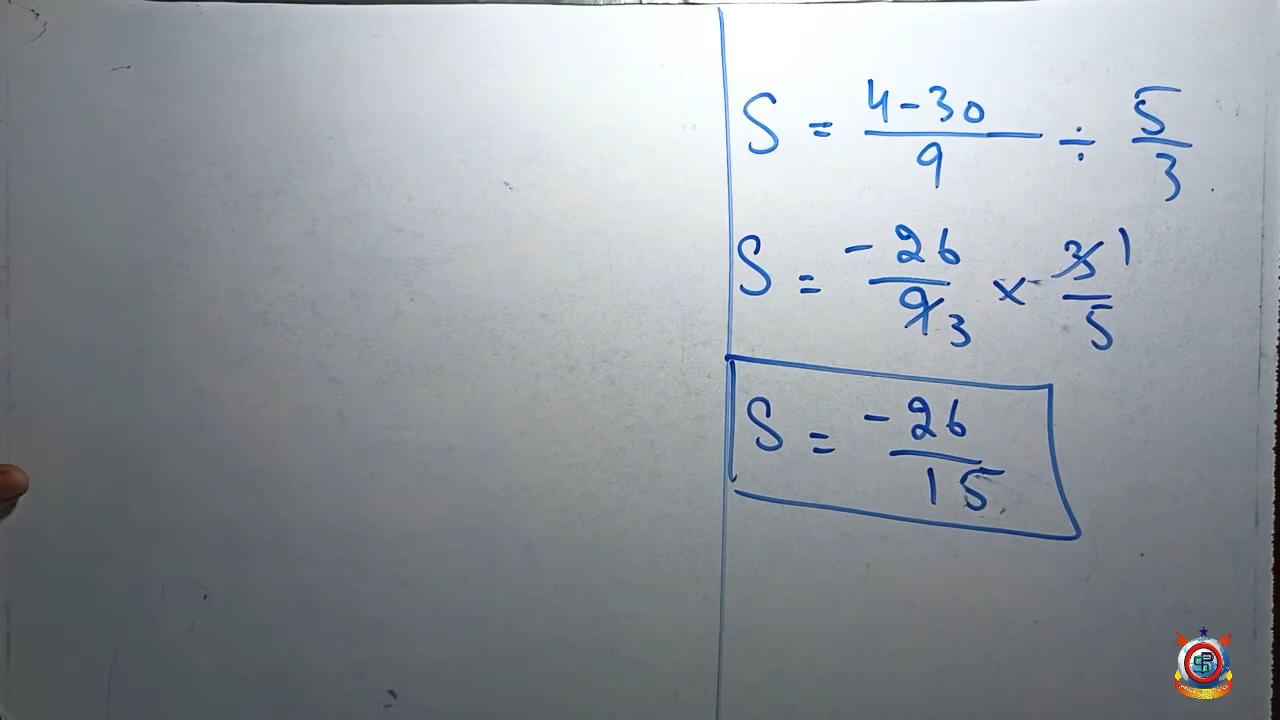 S = (4-30)/9 ÷ 5/3
S = -26/9 3 × 3 1/5
S = -26/15